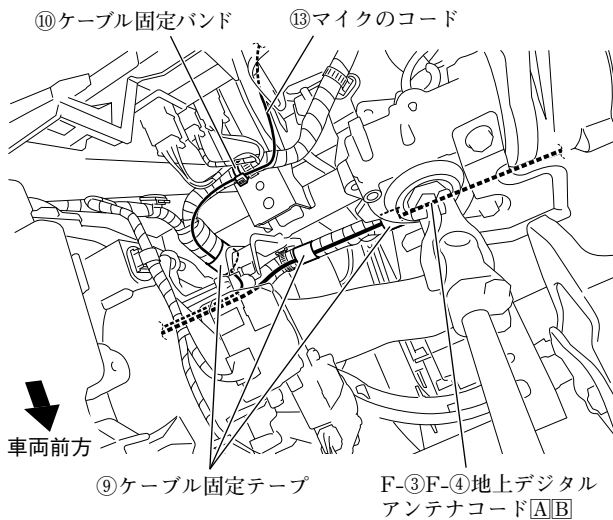 ⑩ケーブル固定バンド
⑬マイクのコード
車両前方
⑨ケーブル固定テープ
F-③F-④地上デジタル
アンテナコードAB